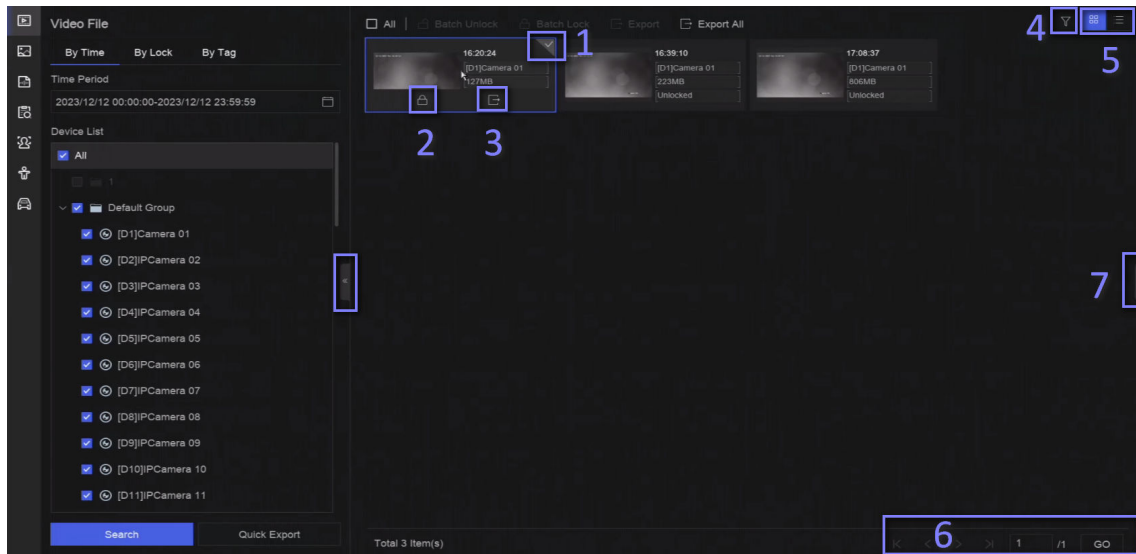 Video File
By Time By Lock By Tag
Time Period
2023/12/12 00:00:00-2023/12/12 23:59:59
Device List
All
1
Default Group
[D1]Camera 01
[D2]IPCamera 02
[D3]IPCamera 03
[D4]IPCamera 04
[D5]IPCamera 05
[D6]IPCamera 06
[D7]IPCamera 07
[D8]IPCamera 08
[D9]IPCamera 09
[D10]IPCamera 10
[D11]IPCamera 11
Search Quick Export
All Batch Unlock Batch Lock Export Export All
4
5
1
16:20:24
[D1]Camera 01
127MB
2
3
16:39:10
[D1]Camera 01
223MB
Unlocked
17:08:37
[D1]Camera 01
806MB
Unlocked
7
Total 3 Item(s)
6
1 /1 GO